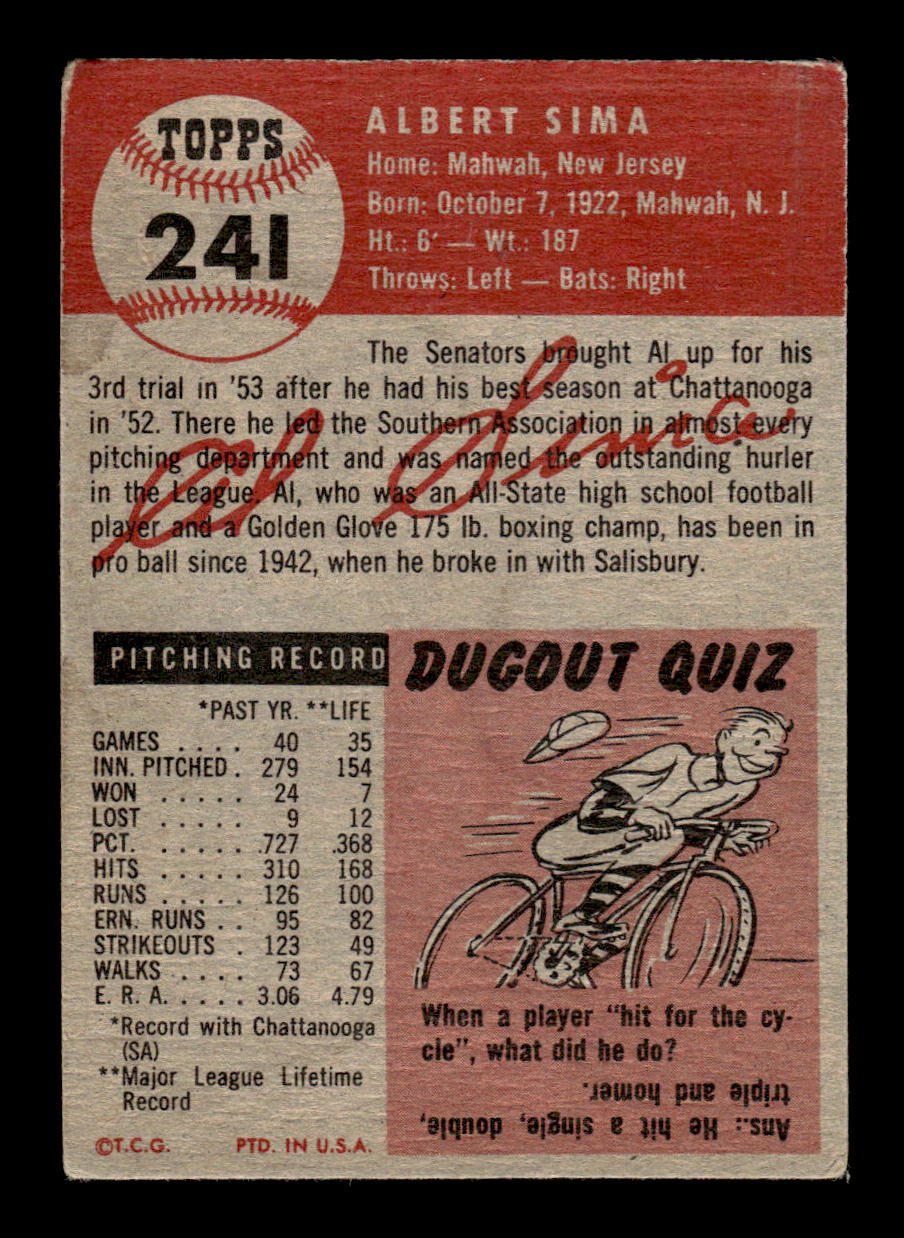 TOPPS
241
ALBERT SIMA
Home: Mahwah, New Jersey
Born: October 7, 1922, Mahwah, N. J.
Ht.: 6' — Wt.: 187
Throws: Left — Bats: Right
The Senators brought Al up for his
3rd trial in '53 after he had his best season at Chattanooga
in '52. There he led the Southern Association in almost every
pitching department and was named the outstanding hurler
in the League. Al, who was an All-State high school football
player and a Golden Glove 175 lb. boxing champ, has been in
pro ball since 1942, when he broke in with Salisbury.
Al Sima
PITCHING RECORD
*PAST YR. **LIFE
GAMES .... 40 35
INN. PITCHED. 279 154
WON ..... 24 7
LOST ..... 9 12
PCT. ..... .727 .368
HITS ..... 310 168
RUNS ..... 126 100
ERN. RUNS .. 95 82
STRIKEOUTS . 123 49
WALKS .... 73 67
E. R. A. .... 3.06 4.79
*Record with Chattanooga
(SA)
**Major League Lifetime
Record
©T.C.G. PTD. IN U.S.A.
DUGOUT QUIZ
When a player "hit for the cy-
cle", what did he do?
Ans.: He hit a single, double,
triple and homer.